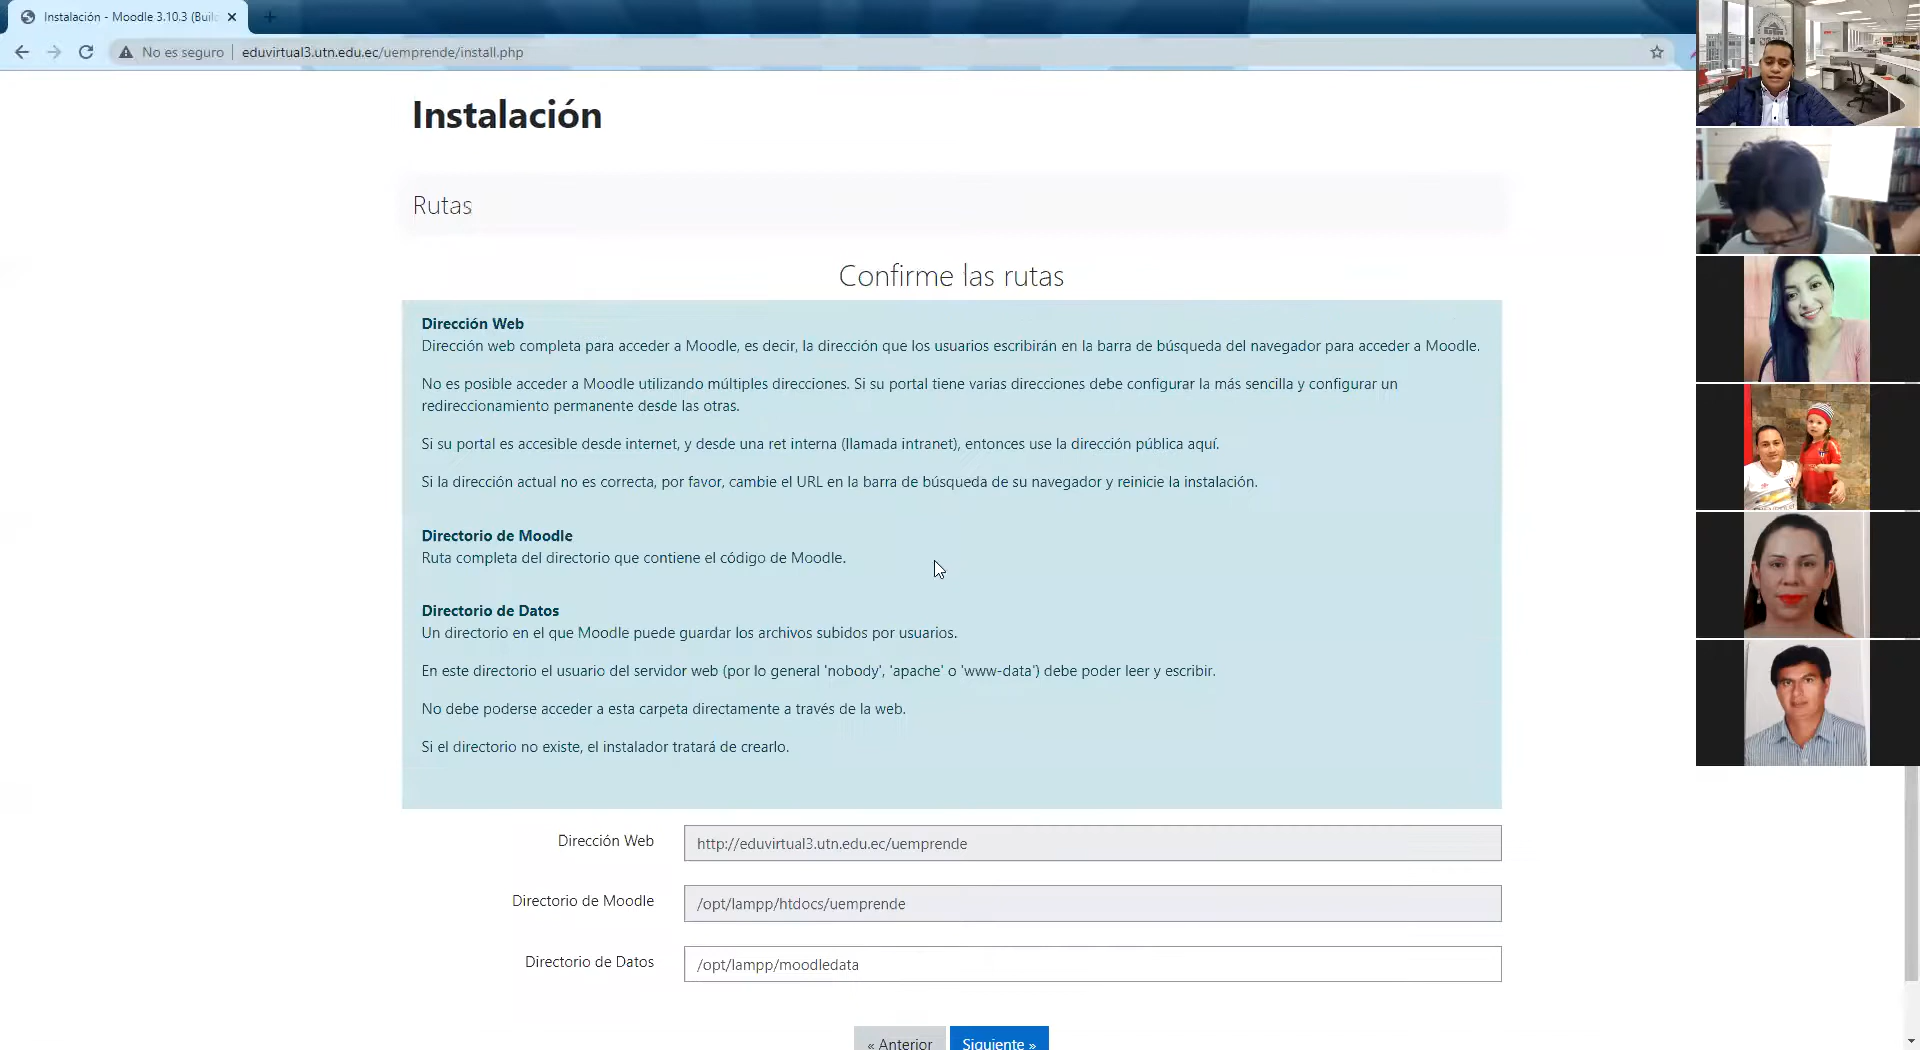 Instalación - Moodle 3.10.3 (Buil
No es seguro
eduvirtual3.utn.edu.ec/uemprende/install.php
Instalación
Rutas
Confirme las rutas
Dirección Web
Dirección web completa para acceder a Moodle, es decir, la dirección que los usuarios escribirán en la barra de búsqueda del navegador para acceder a Moodle.
No es posible acceder a Moodle utilizando múltiples direcciones. Si su portal tiene varias direcciones debe configurar la más sencilla y configurar un
redireccionamiento permanente desde las otras.
Si su portal es accesible desde internet, y desde una ret interna (llamada intranet), entonces use la dirección pública aquí.
Si la dirección actual no es correcta, por favor, cambie el URL en la barra de búsqueda de su navegador y reinicie la instalación.
Directorio de Moodle
Ruta completa del directorio que contiene el código de Moodle.
Directorio de Datos
Un directorio en el que Moodle puede guardar los archivos subidos por usuarios.
En este directorio el usuario del servidor web (por lo general 'nobody', 'apache' o 'www-data') debe poder leer y escribir.
No debe poderse acceder a esta carpeta directamente a través de la web.
Si el directorio no existe, el instalador tratará de crearlo.
Dirección Web
http://eduvirtual3.utn.edu.ec/uemprende
Directorio de Moodle
/opt/lampp/htdocs/uemprende
Directorio de Datos
/opt/lampp/moodledata
« Anterior
Siguiente »